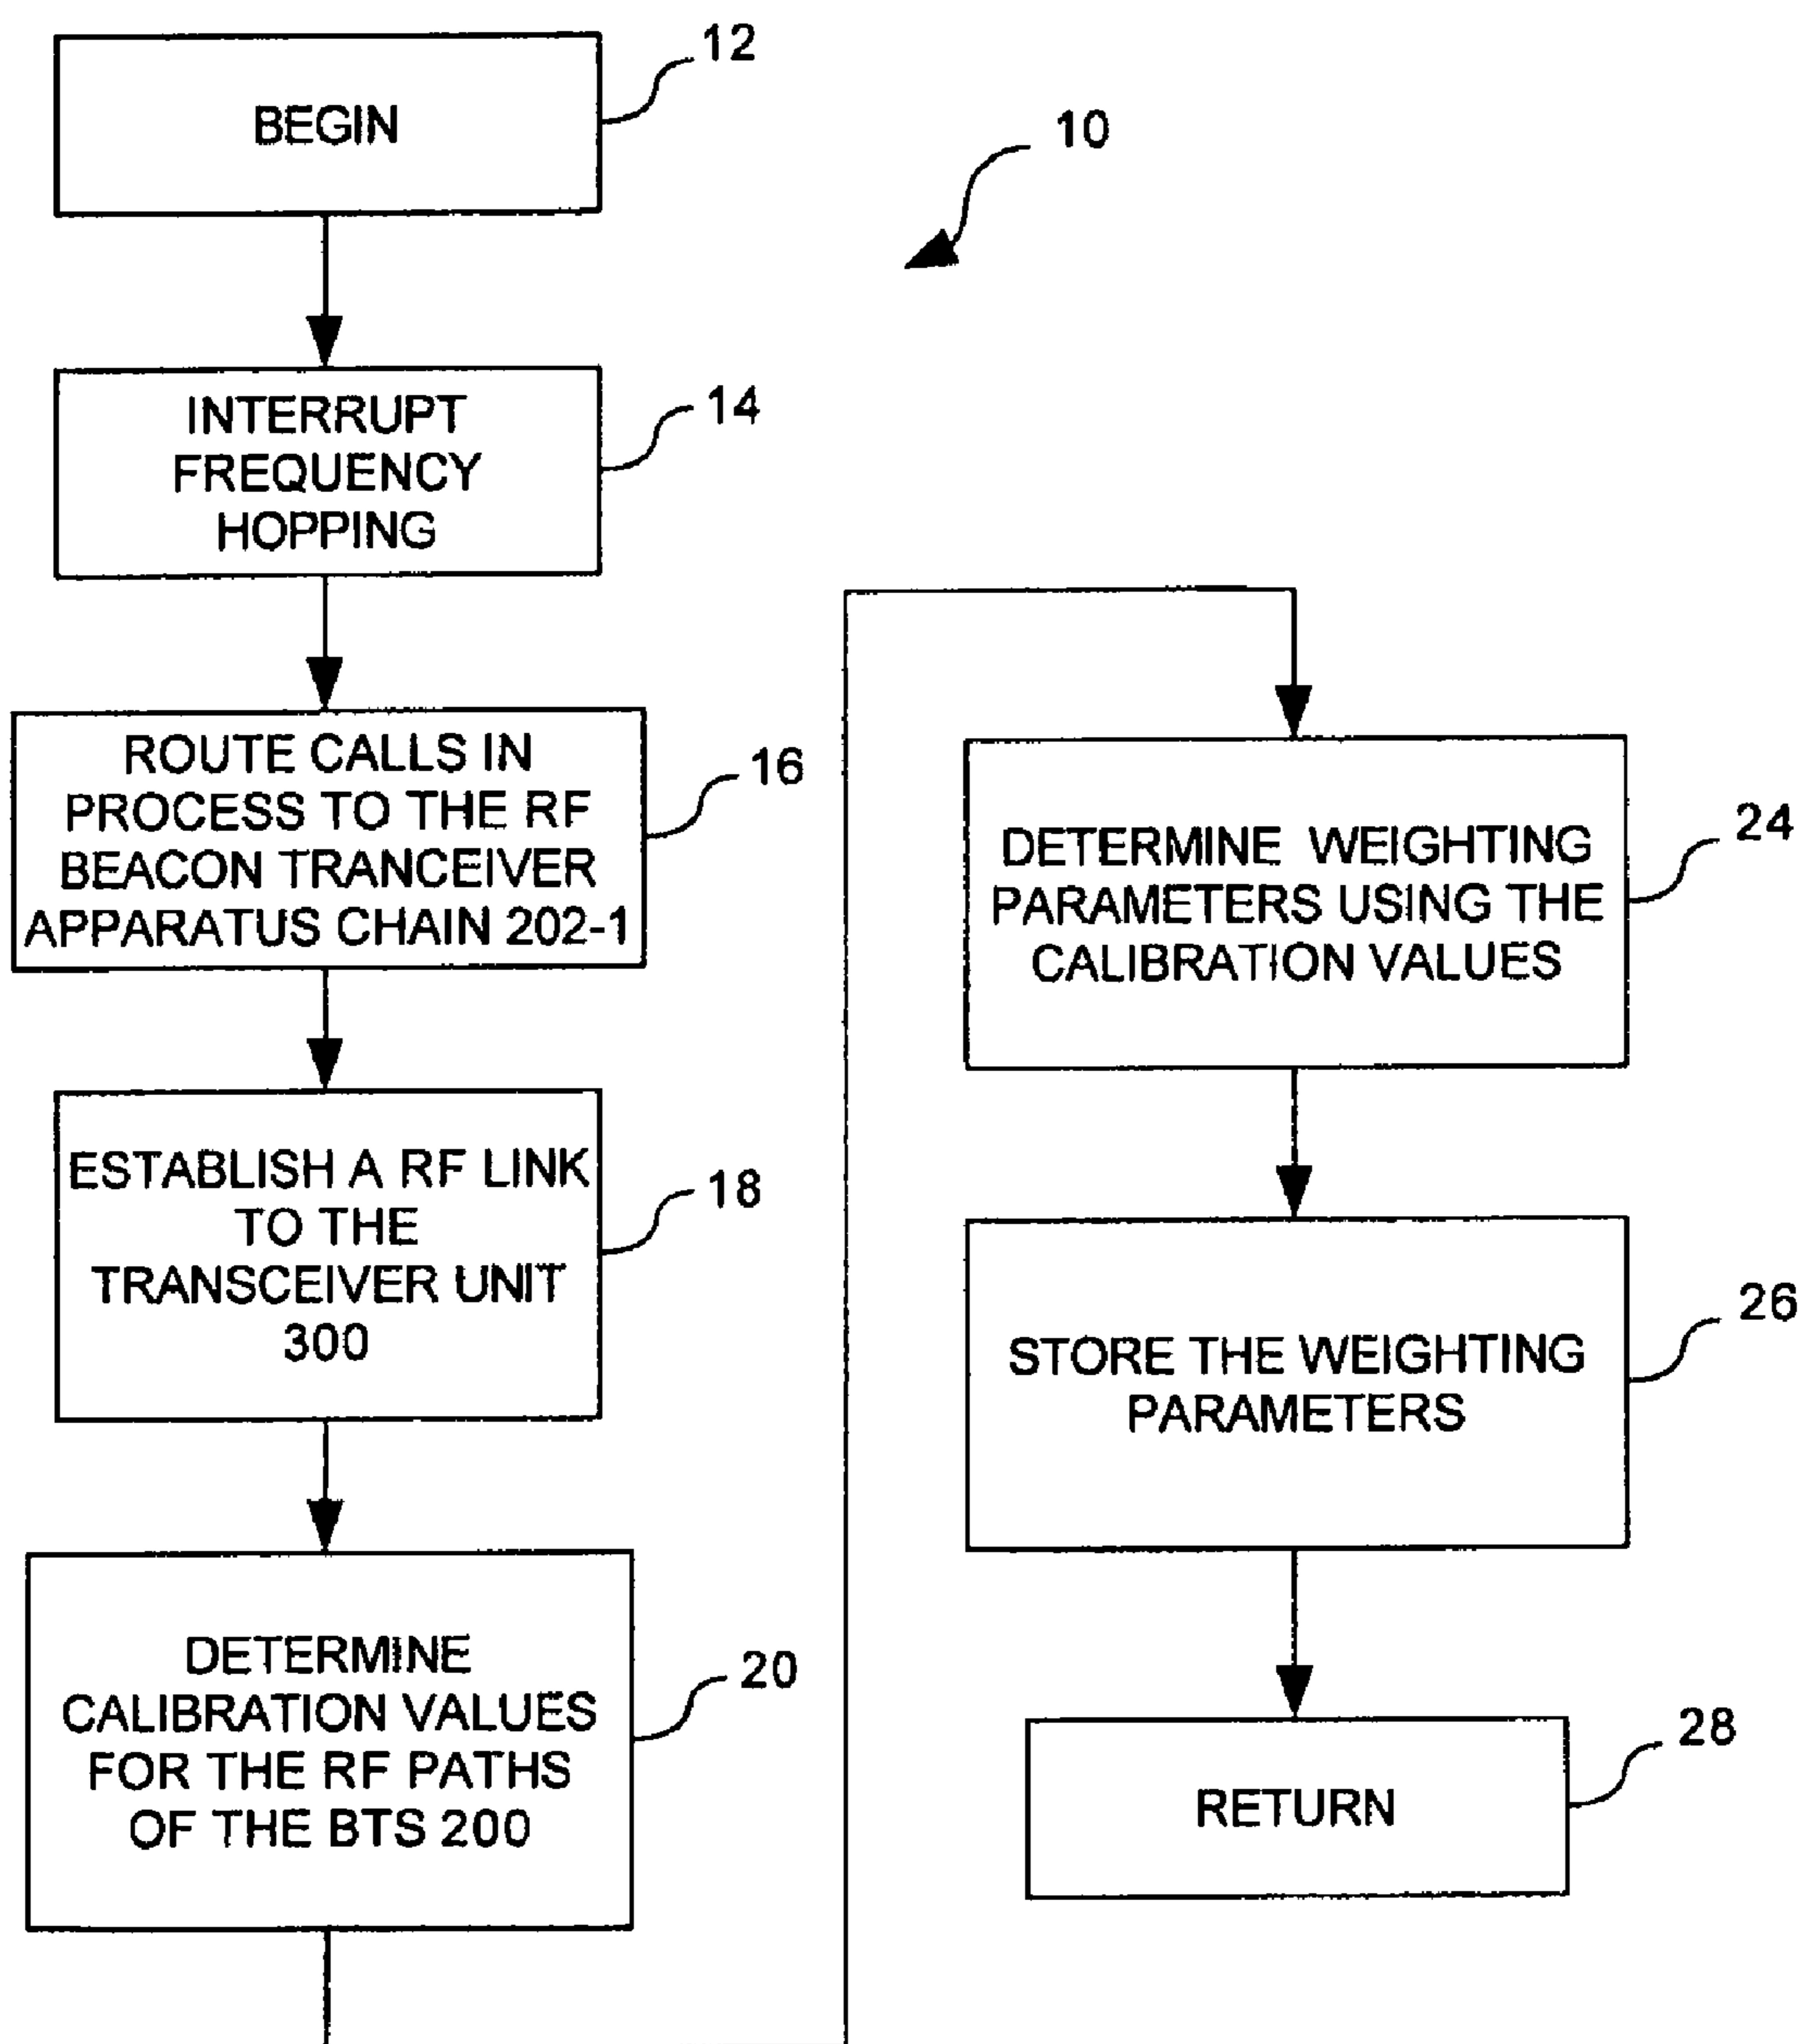 BEGIN
12
10
INTERRUPT
FREQUENCY
HOPPING
14
ROUTE CALLS IN
PROCESS TO THE RF
BEACON TRANCEIVER
APPARATUS CHAIN 202-1
16
ESTABLISH A RF LINK
TO THE
TRANSCEIVER UNIT
300
18
DETERMINE
CALIBRATION VALUES
FOR THE RF PATHS
OF THE BTS 200
20
DETERMINE WEIGHTING
PARAMETERS USING THE
CALIBRATION VALUES
24
STORE THE WEIGHTING
PARAMETERS
26
RETURN
28